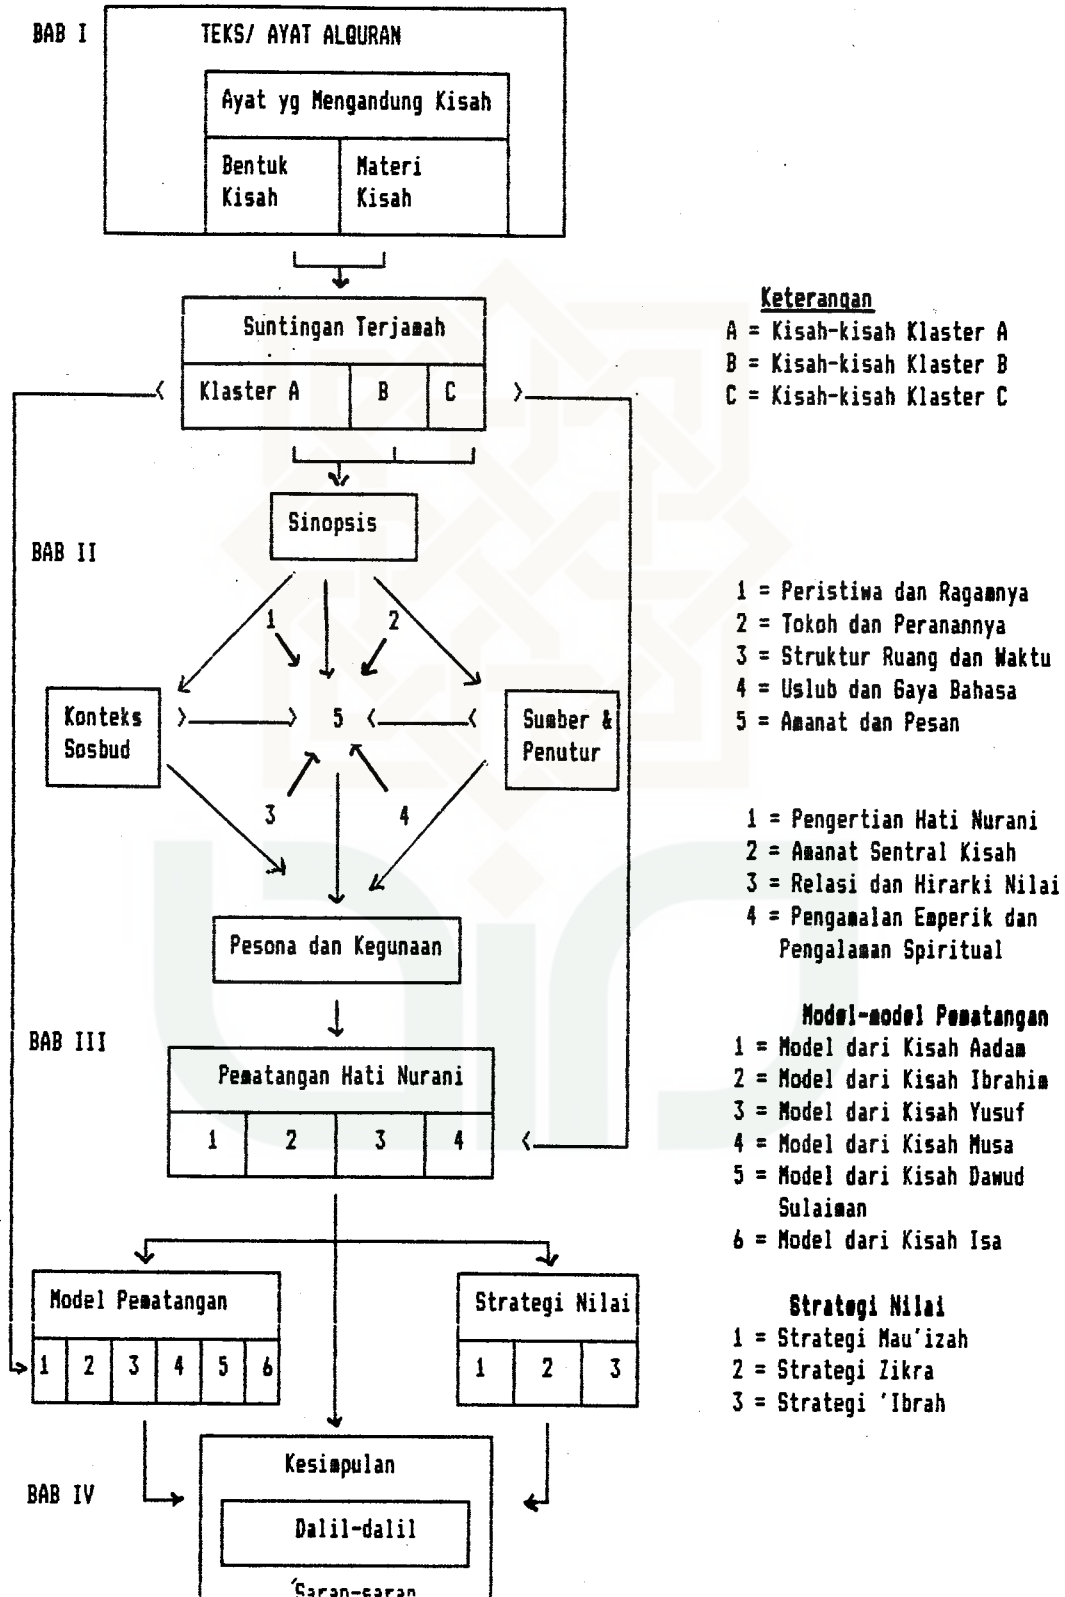 BAB I
TEKS/ AYAT ALQURAN
Ayat yg Mengandung Kisah
Bentuk Kisah
Materi Kisah
Suntingan Terjamah
Klaster A
B
C
Keterangan
A = Kisah-kisah Klaster A
B = Kisah-kisah Klaster B
C = Kisah-kisah Klaster C
Sinopsis
BAB II
1
2
Konteks Sosbud
5
Sumber & Penutur
3
4
1 = Peristiwa dan Ragamnya
2 = Tokoh dan Peranannya
3 = Struktur Ruang dan Waktu
4 = Uslub dan Gaya Bahasa
5 = Amanat dan Pesan
Pesona dan Kegunaan
1 = Pengertian Hati Nurani
2 = Amanat Sentral Kisah
3 = Relasi dan Hirarki Nilai
4 = Pengamalan Emperik dan
Pengalaman Spiritual
BAB III
Pematangan Hati Nurani
1 2 3 4
Model-model Pematangan
1 = Model dari Kisah Aadam
2 = Model dari Kisah Ibrahim
3 = Model dari Kisah Yusuf
4 = Model dari Kisah Musa
5 = Model dari Kisah Dawud
Sulaiman
6 = Model dari Kisah Isa
Model Pematangan
1 2 3 4 5 6
Strategi Nilai
1 2 3
Strategi Nilai
1 = Strategi Mau'izah
2 = Strategi Zikra
3 = Strategi 'Ibrah
BAB IV
Kesimpulan
Dalil-dalil
Saran-saran